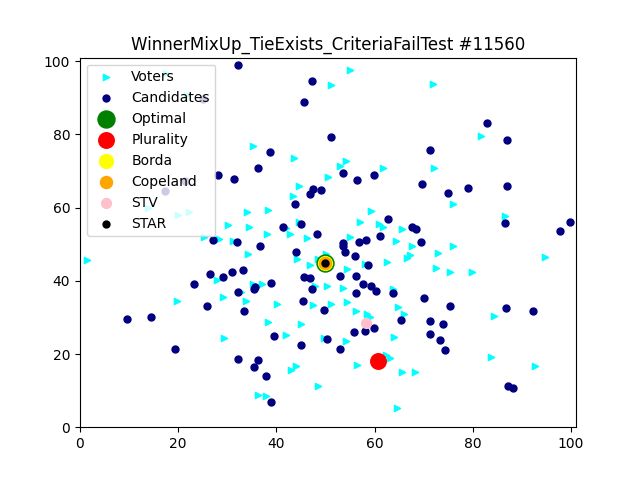 WinnerMixUp_TieExists_CriteriaFailTest #11560
Voters
Candidates
Optimal
Plurality
Borda
Copeland
STV
STAR
100
80
60
40
20
0
0 20 40 60 80 100